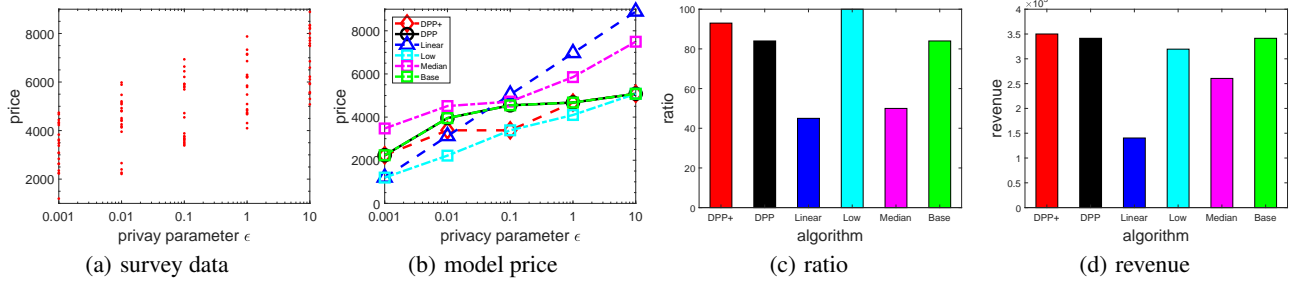 8000
6000
4000
2000
price
0.001 0.01 0.1 1 10
privay parameter ϵ
(a) survey data
8000
6000
4000
2000
0
price
DPP+
DPP
Linear
Low
Median
Base
0.001 0.01 0.1 1 10
privacy parameter ϵ
(b) model price
100
80
60
40
20
0
ratio
DPP+ DPP Linear Low Median Base
algorithm
(c) ratio
4
3.5
3
2.5
2
1.5
1
0.5
0
revenue
DPP+ DPP Linear Low Median Base
algorithm
(d) revenue